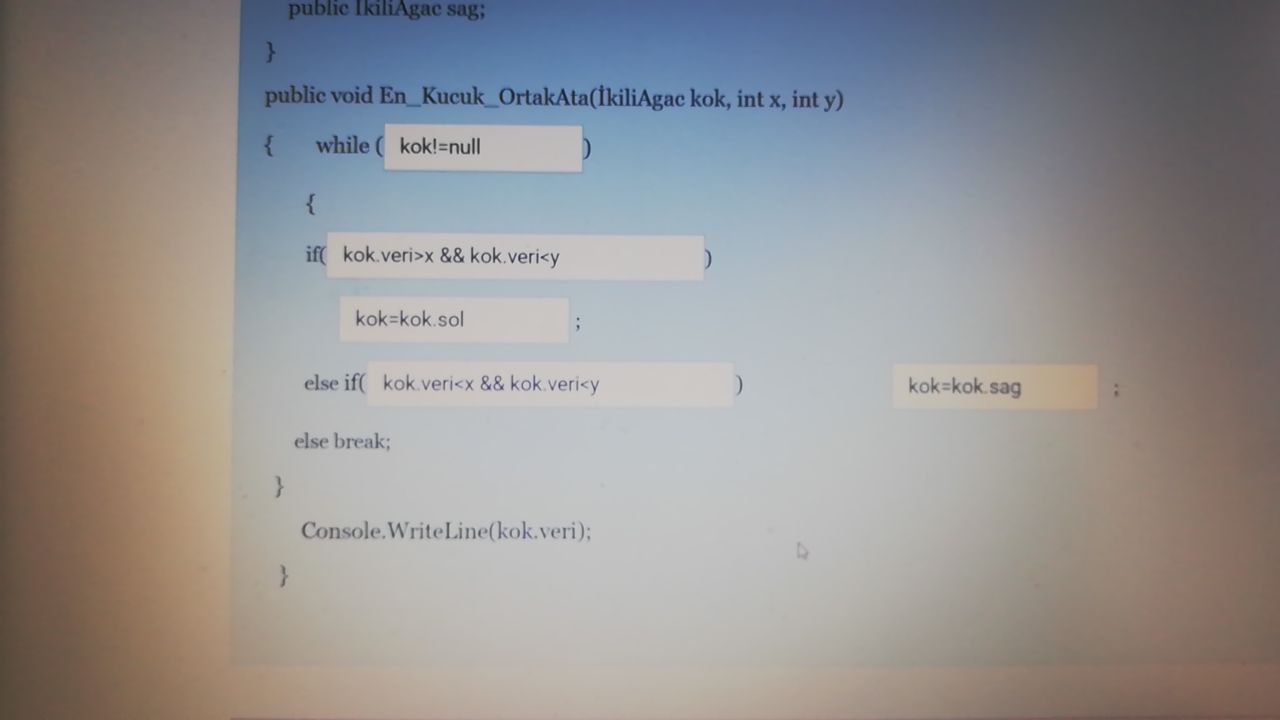 public İkiliAgac sag;
}
public void En_Kucuk_OrtakAta(İkiliAgac kok, int x, int y)
{ while ( kok!=null )
{
if( kok.veri>x && kok.veri<y )
kok=kok.sol ;
else if( kok.veri<x && kok.veri<y ) kok=kok.sag ;
else break;
}
Console.WriteLine(kok.veri);
}